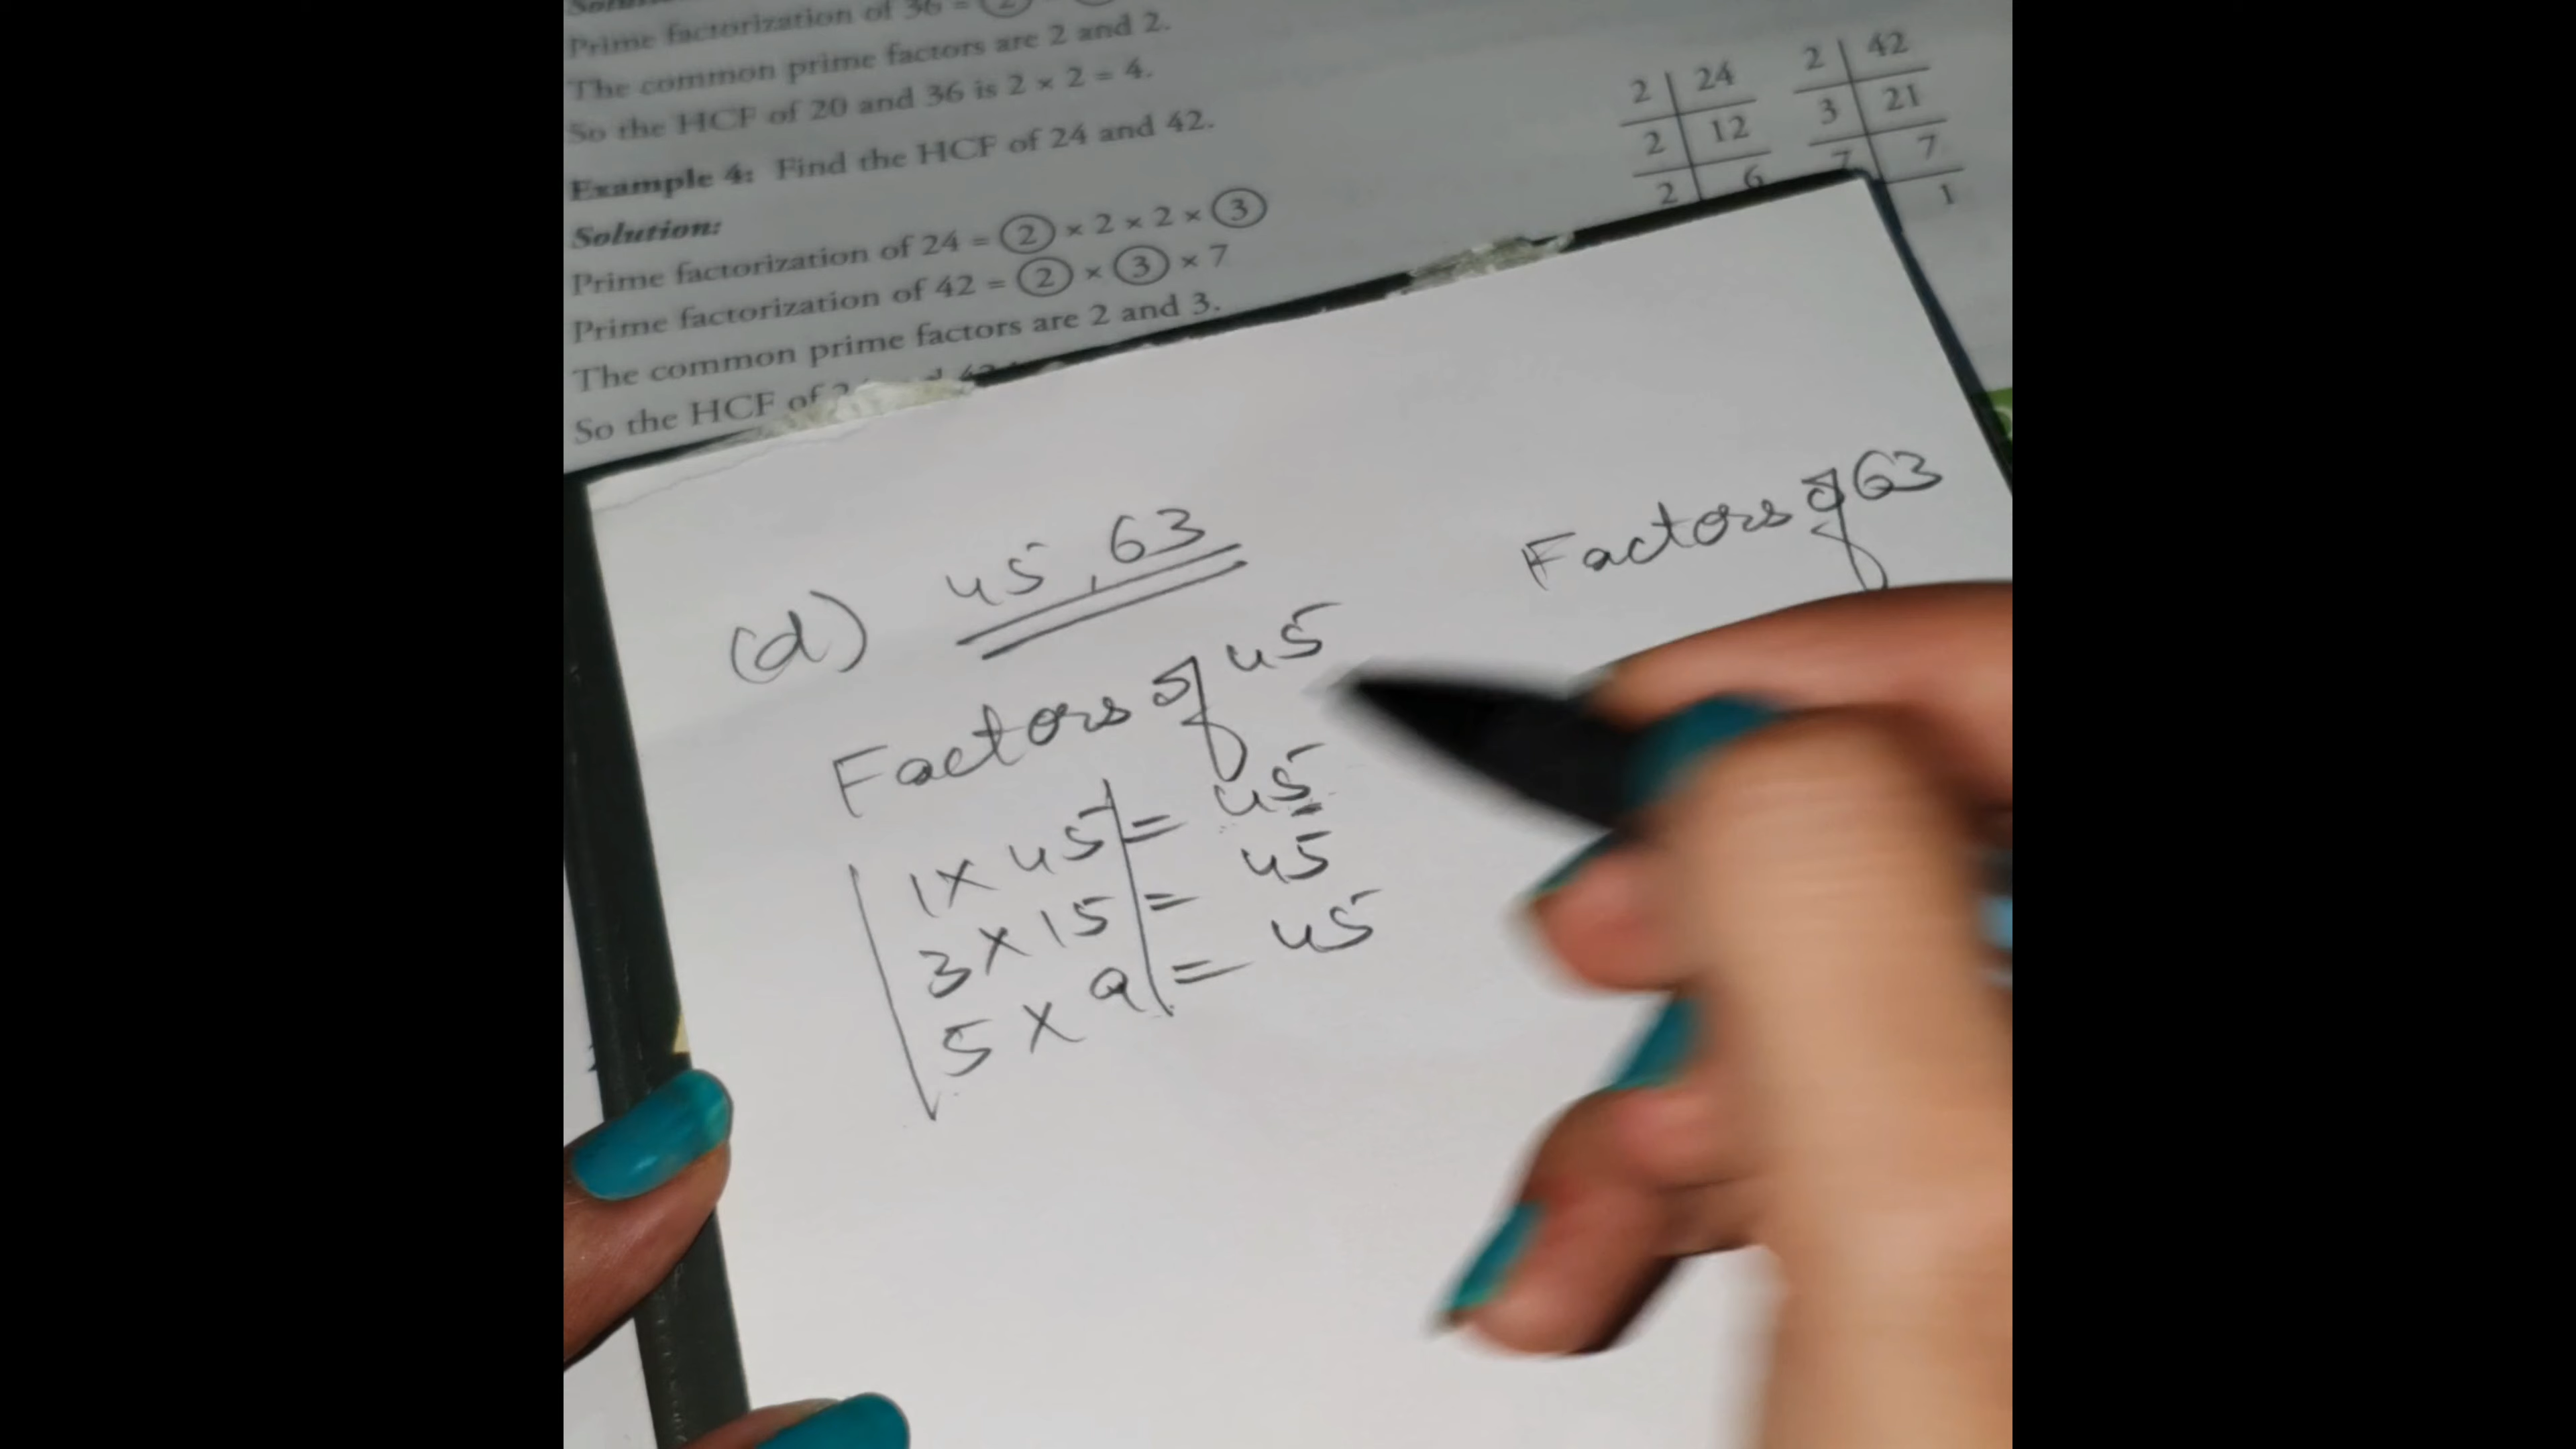 Prime factorization of 36 = 2
The common prime factors are 2 and 2.
So the HCF of 20 and 36 is 2 × 2 = 4.
Example 4: Find the HCF of 24 and 42.
Solution:
Prime factorization of 24 = 2 × 2 × 2 × 3
Prime factorization of 42 = 2 × 3 × 7
The common prime factors are 2 and 3.
So the HCF of
2 | 24
2 | 12
2 | 6
2 | 42
3 | 21
7 | 7
1
(d) 45, 63
Factors of 45
1 × 45 = 45
3 × 15 = 45
5 × 9 = 45
Factors of 63